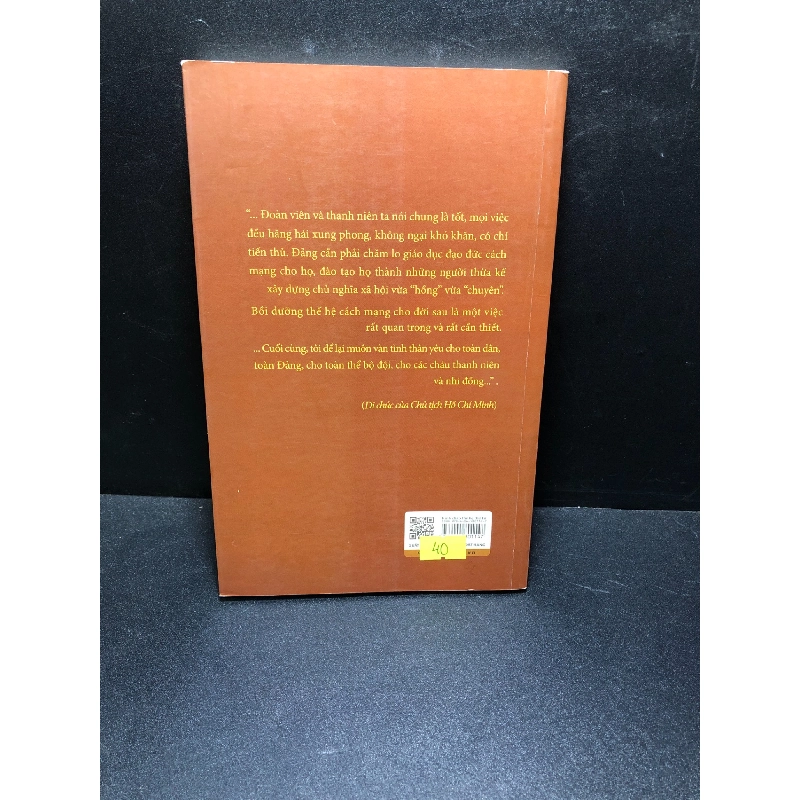 "... Đoàn viên và thanh niên ta nói chung là tốt, mọi việc
đều hăng hái xung phong, không ngại khó khăn, có chí
tiến thủ. Đảng cần phải chăm lo giáo dục đạo đức cách
mạng cho họ, đào tạo họ thành những người thừa kế
xây dựng chủ nghĩa xã hội vừa "hồng" vừa "chuyên".
Bồi dưỡng thế hệ cách mạng cho đời sau là một việc
rất quan trọng và rất cần thiết.
... Cuối cùng, tôi để lại muôn vàn tình thân yêu cho toàn dân,
toàn Đảng, cho toàn thể bộ đội, cho các cháu thanh niên
và nhi đồng...".
(Di chúc của Chủ tịch Hồ Chí Minh)
40